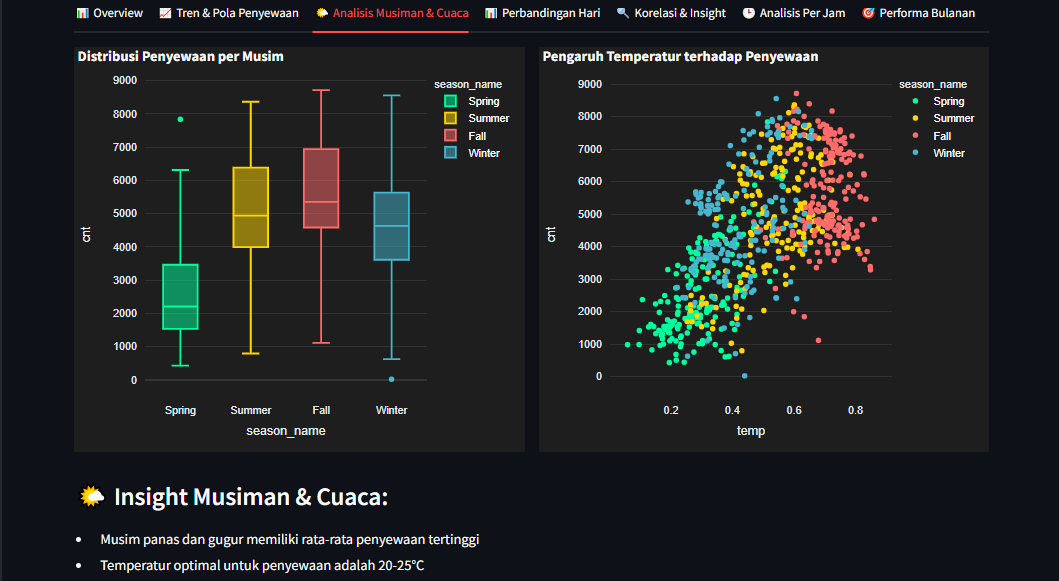 📊 Overview 📈 Tren & Pola Penyewaan 🌤️ Analisis Musiman & Cuaca 📊 Perbandingan Hari 🔍 Korelasi & Insight 🕒 Analisis Per Jam 🎯 Performa Bulanan
Distribusi Penyewaan per Musim
season_name
Spring
Summer
Fall
Winter
9000
8000
7000
6000
5000
4000
3000
2000
1000
0
cnt
Spring Summer Fall Winter
season_name
Pengaruh Temperatur terhadap Penyewaan
season_name
Spring
Summer
Fall
Winter
9000
8000
7000
6000
5000
4000
3000
2000
1000
0
cnt
0.2 0.4 0.6 0.8
temp
🌤️ Insight Musiman & Cuaca:
• Musim panas dan gugur memiliki rata-rata penyewaan tertinggi
• Temperatur optimal untuk penyewaan adalah 20-25°C